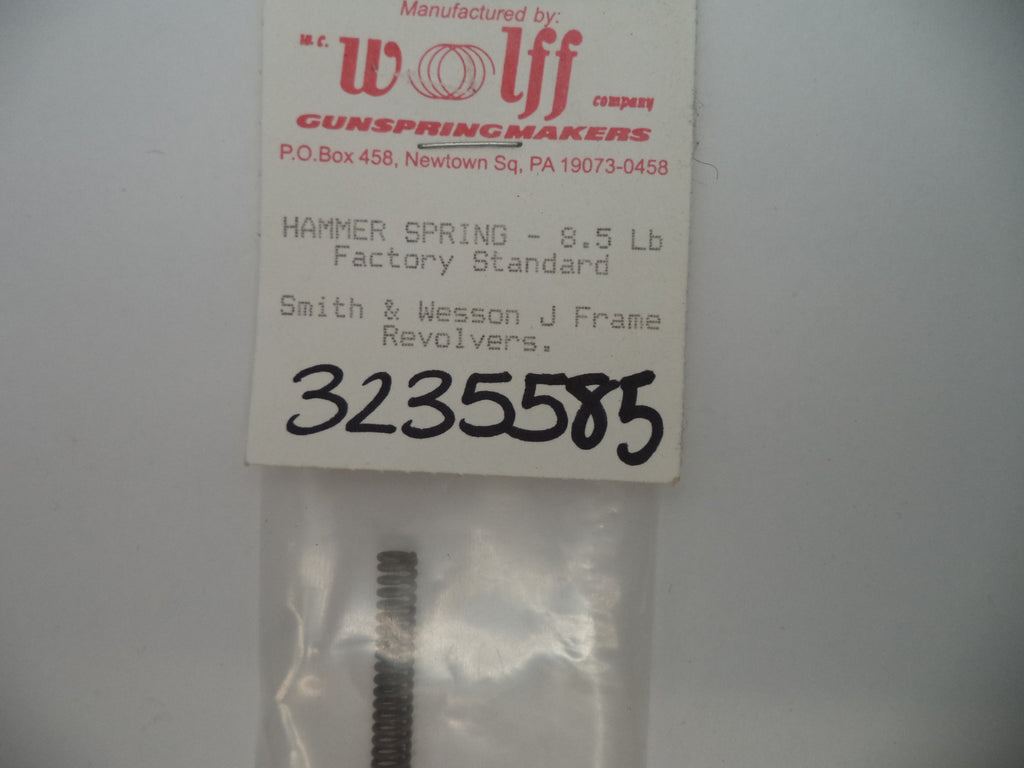 Manufactured by:
W.C. Wolff company
GUNSPRINGMAKERS
P.O.Box 458, Newtown Sq, PA 19073-0458
HAMMER SPRING - 8.5 Lb
Factory Standard
Smith & Wesson J Frame
Revolvers.
3235585